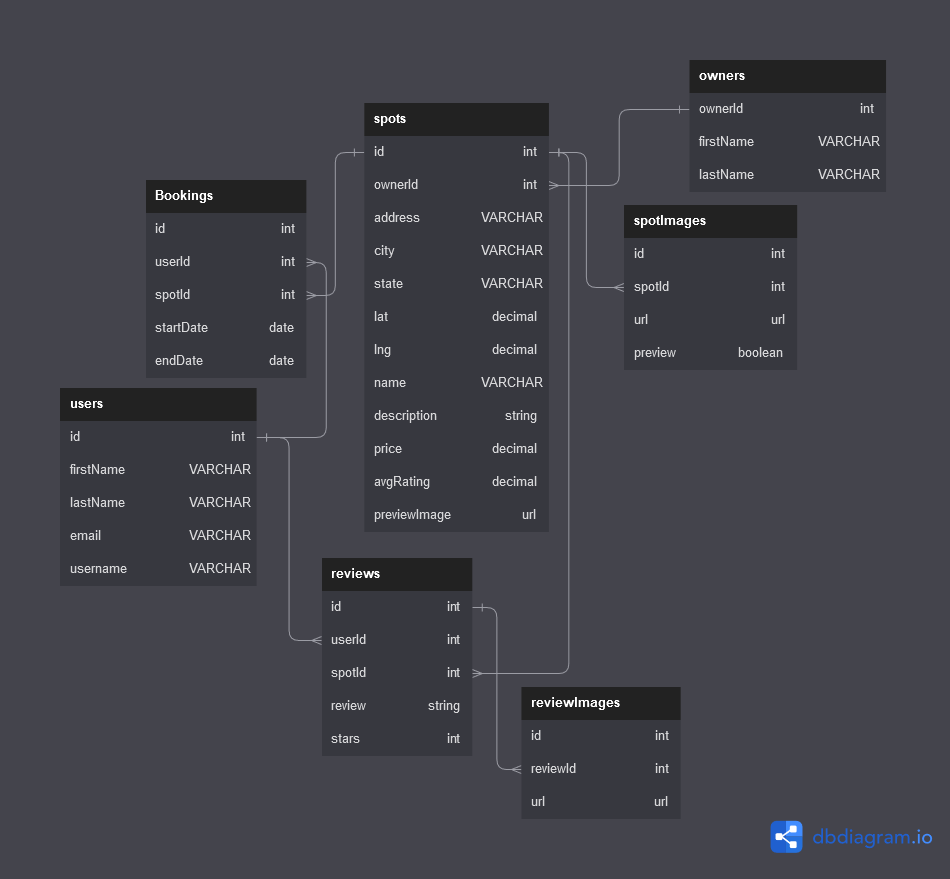 owners
ownerId int
firstName VARCHAR
lastName VARCHAR
spots
id int
ownerId int
address VARCHAR
city VARCHAR
state VARCHAR
lat decimal
lng decimal
name VARCHAR
description string
price decimal
avgRating decimal
previewImage url
Bookings
id int
userId int
spotId int
startDate date
endDate date
spotImages
id int
spotId int
url url
preview boolean
users
id int
firstName VARCHAR
lastName VARCHAR
email VARCHAR
username VARCHAR
reviews
id int
userId int
spotId int
review string
stars int
reviewImages
id int
reviewId int
url url
dbdiagram.io